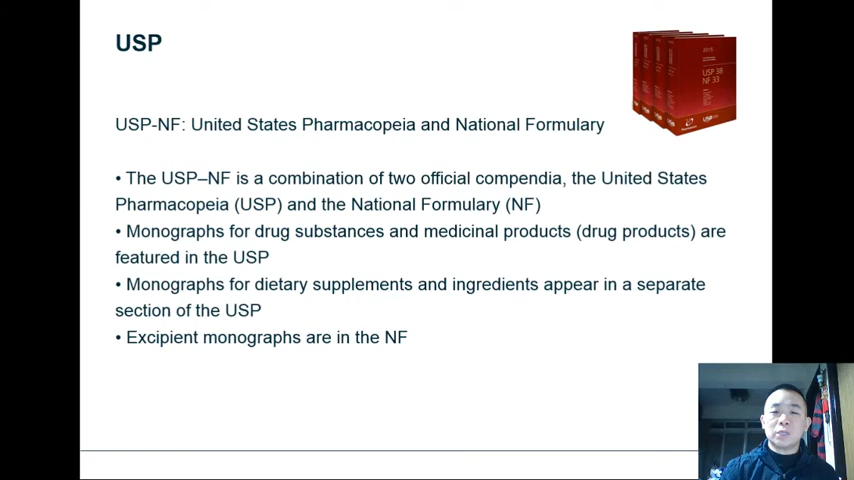 USP
2015
USP 38
NF 33
USP
USP-NF: United States Pharmacopeia and National Formulary
• The USP–NF is a combination of two official compendia, the United States
Pharmacopeia (USP) and the National Formulary (NF)
• Monographs for drug substances and medicinal products (drug products) are
featured in the USP
• Monographs for dietary supplements and ingredients appear in a separate
section of the USP
• Excipient monographs are in the NF